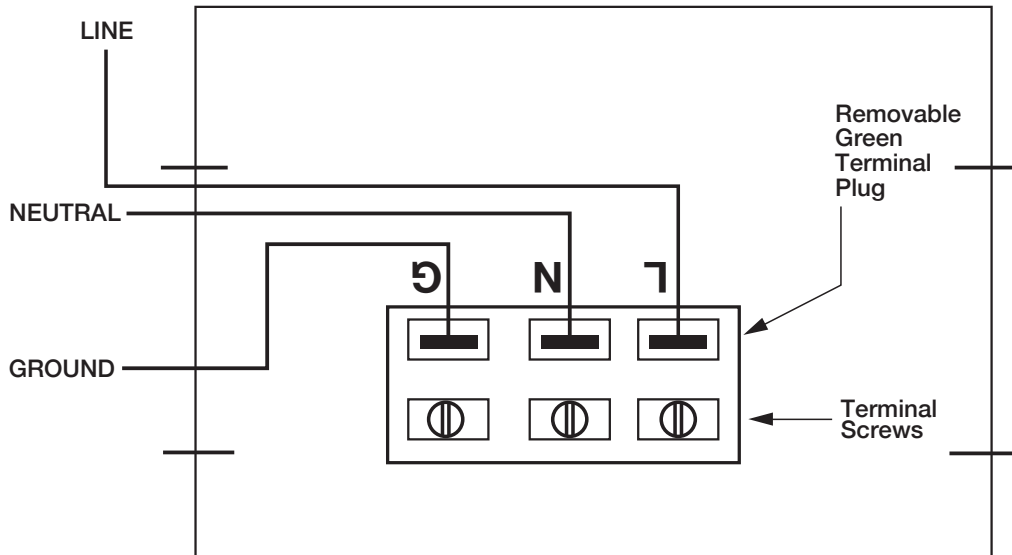 LINE
Removable
Green
Terminal
Plug
NEUTRAL
G N L
GROUND
Terminal
Screws